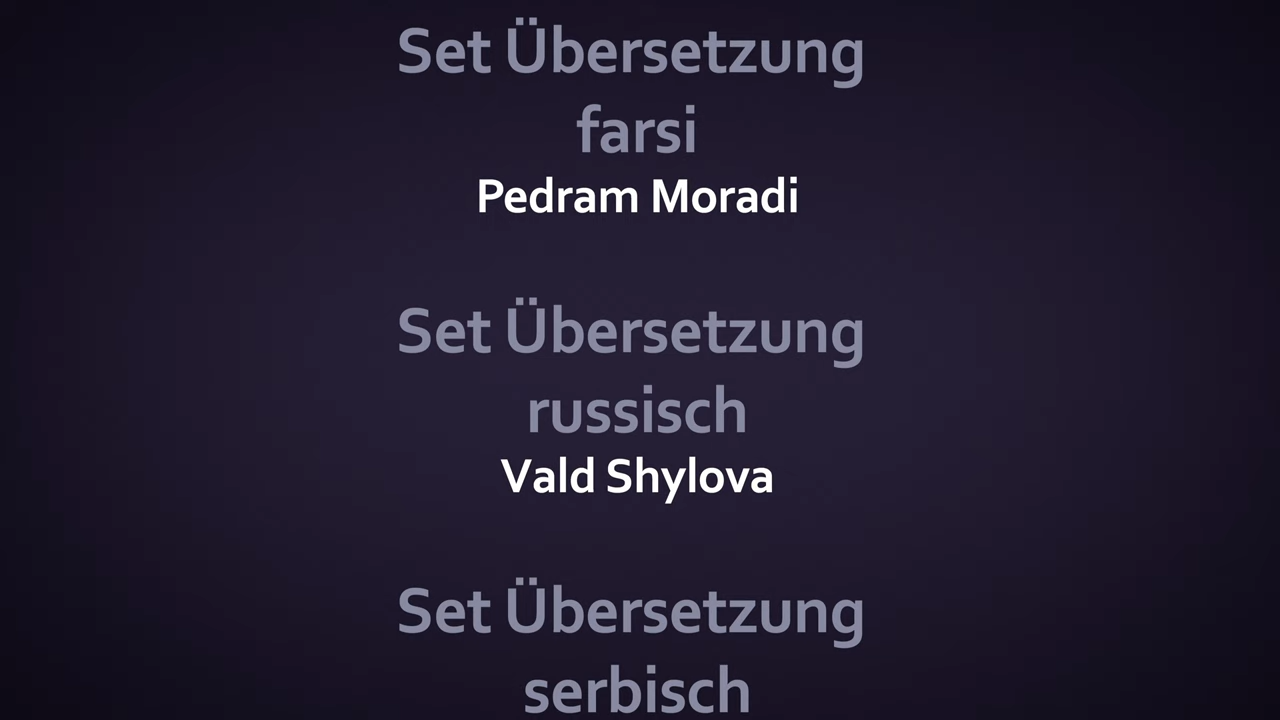 Set Übersetzung
farsi
Pedram Moradi
Set Übersetzung
russisch
Vald Shylova
Set Übersetzung
serbisch